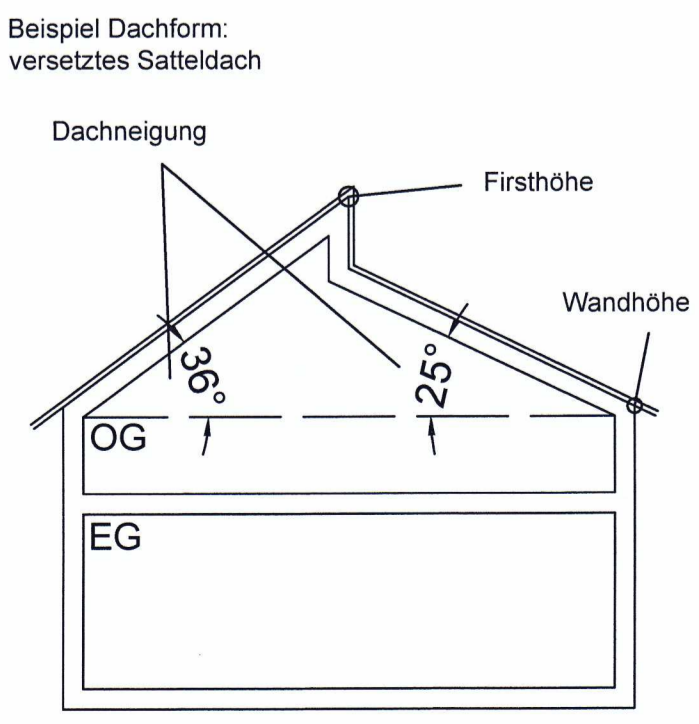 Beispiel Dachform:
versetztes Satteldach
Dachneigung
Firsthöhe
Wandhöhe
36°
25°
OG
EG